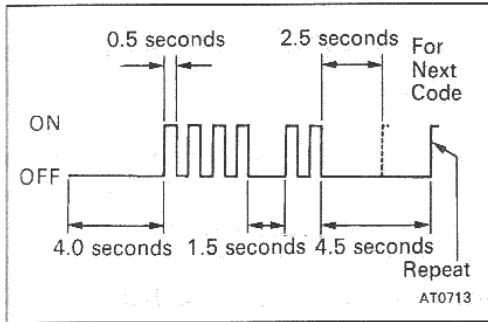 0.5 seconds
2.5 seconds
For
Next
Code
ON
OFF
4.0 seconds
1.5 seconds
4.5 seconds
Repeat
AT0713